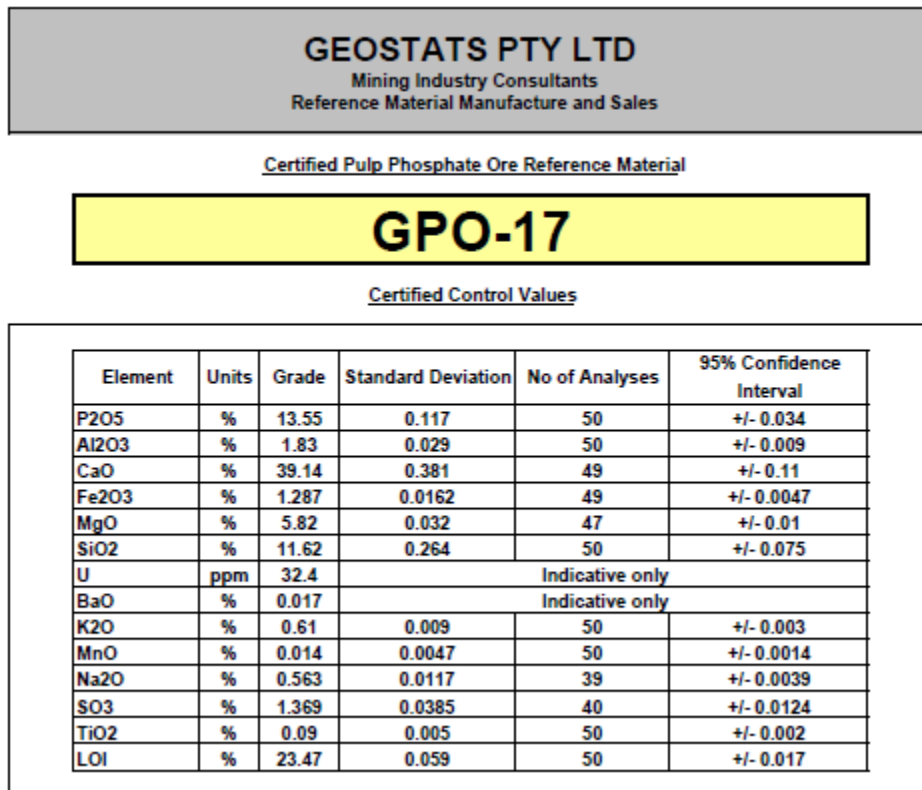 GEOSTATS PTY LTD
Mining Industry Consultants
Reference Material Manufacture and Sales
Certified Pulp Phosphate Ore Reference Material
GPO-17
Certified Control Values
Element Units Grade Standard Deviation No of Analyses 95% Confidence Interval
P2O5 % 13.55 0.117 50 +/- 0.034
Al2O3 % 1.83 0.029 50 +/- 0.009
CaO % 39.14 0.381 49 +/- 0.11
Fe2O3 % 1.287 0.0162 49 +/- 0.0047
MgO % 5.82 0.032 47 +/- 0.01
SiO2 % 11.62 0.264 50 +/- 0.075
U ppm 32.4 Indicative only
BaO % 0.017 Indicative only
K2O % 0.61 0.009 50 +/- 0.003
MnO % 0.014 0.0047 50 +/- 0.0014
Na2O % 0.563 0.0117 39 +/- 0.0039
SO3 % 1.369 0.0385 40 +/- 0.0124
TiO2 % 0.09 0.005 50 +/- 0.002
LOI % 23.47 0.059 50 +/- 0.017